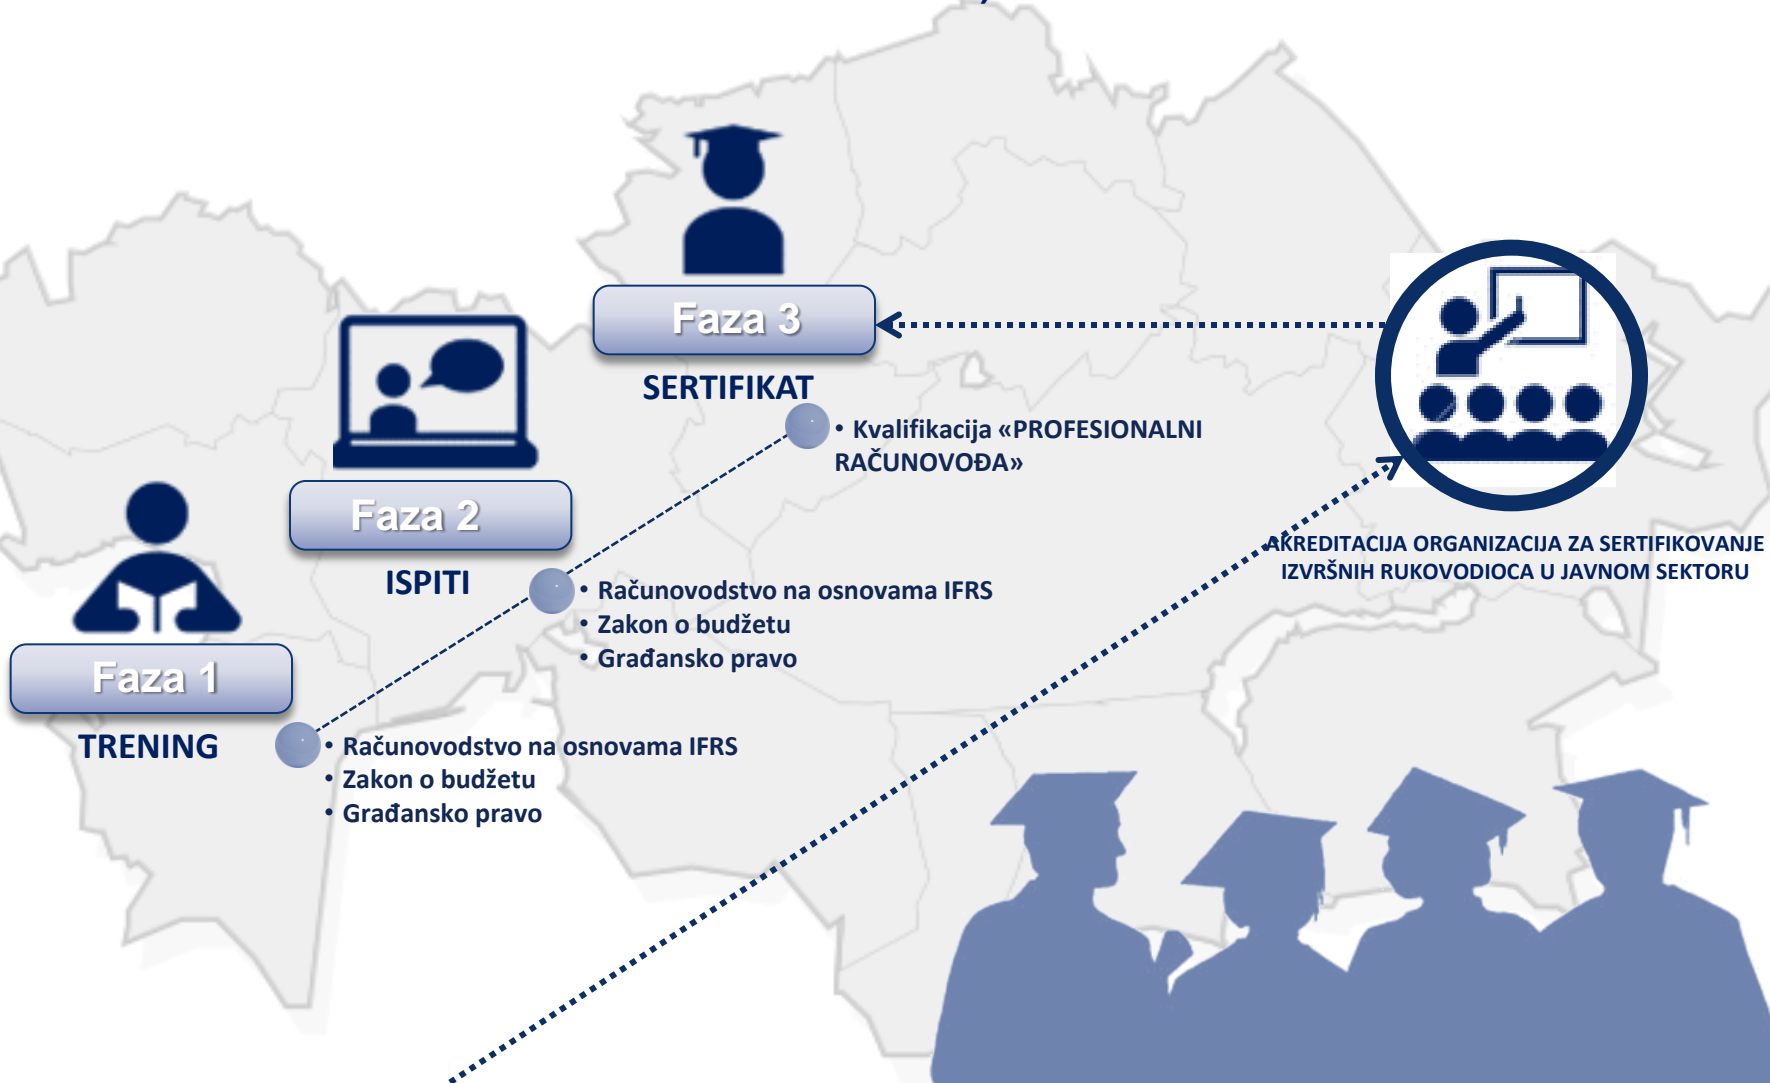 Faza 3
SERTIFIKAT
• Kvalifikacija «PROFESIONALNI
RAČUNOVOĐA»
Faza 2
ISPITI
• Računovodstvo na osnovama IFRS
• Zakon o budžetu
• Građansko pravo
Faza 1
TRENING
• Računovodstvo na osnovama IFRS
• Zakon o budžetu
• Građansko pravo
AKREDITACIJA ORGANIZACIJA ZA SERTIFIKOVANJE
IZVRŠNIH RUKOVODIOCA U JAVNOM SEKTORU